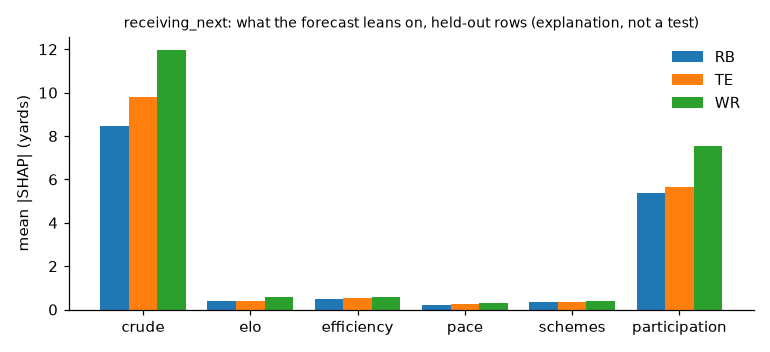 receiving_next: what the forecast leans on, held-out rows (explanation, not a test)
RB
TE
WR
mean |SHAP| (yards)
12
10
8
6
4
2
0
crude
elo
efficiency
pace
schemes
participation